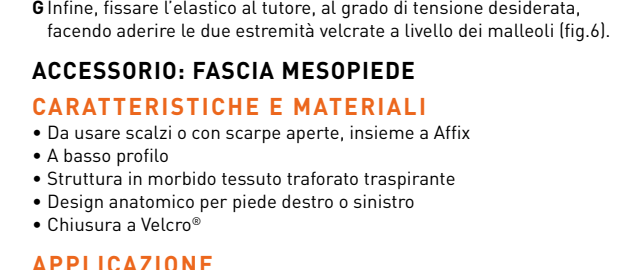 G Infine, fissare l'elastico al tutore, al grado di tensione desiderata,
facendo aderire le due estremità velcrate a livello dei malleoli (fig.6).
ACCESSORIO: FASCIA MESOPIEDE
CARATTERISTICHE E MATERIALI
• Da usare scalzi o con scarpe aperte, insieme a Affix
• A basso profilo
• Struttura in morbido tessuto traforato traspirante
• Design anatomico per piede destro o sinistro
• Chiusura a Velcro®
APPLICAZIONE